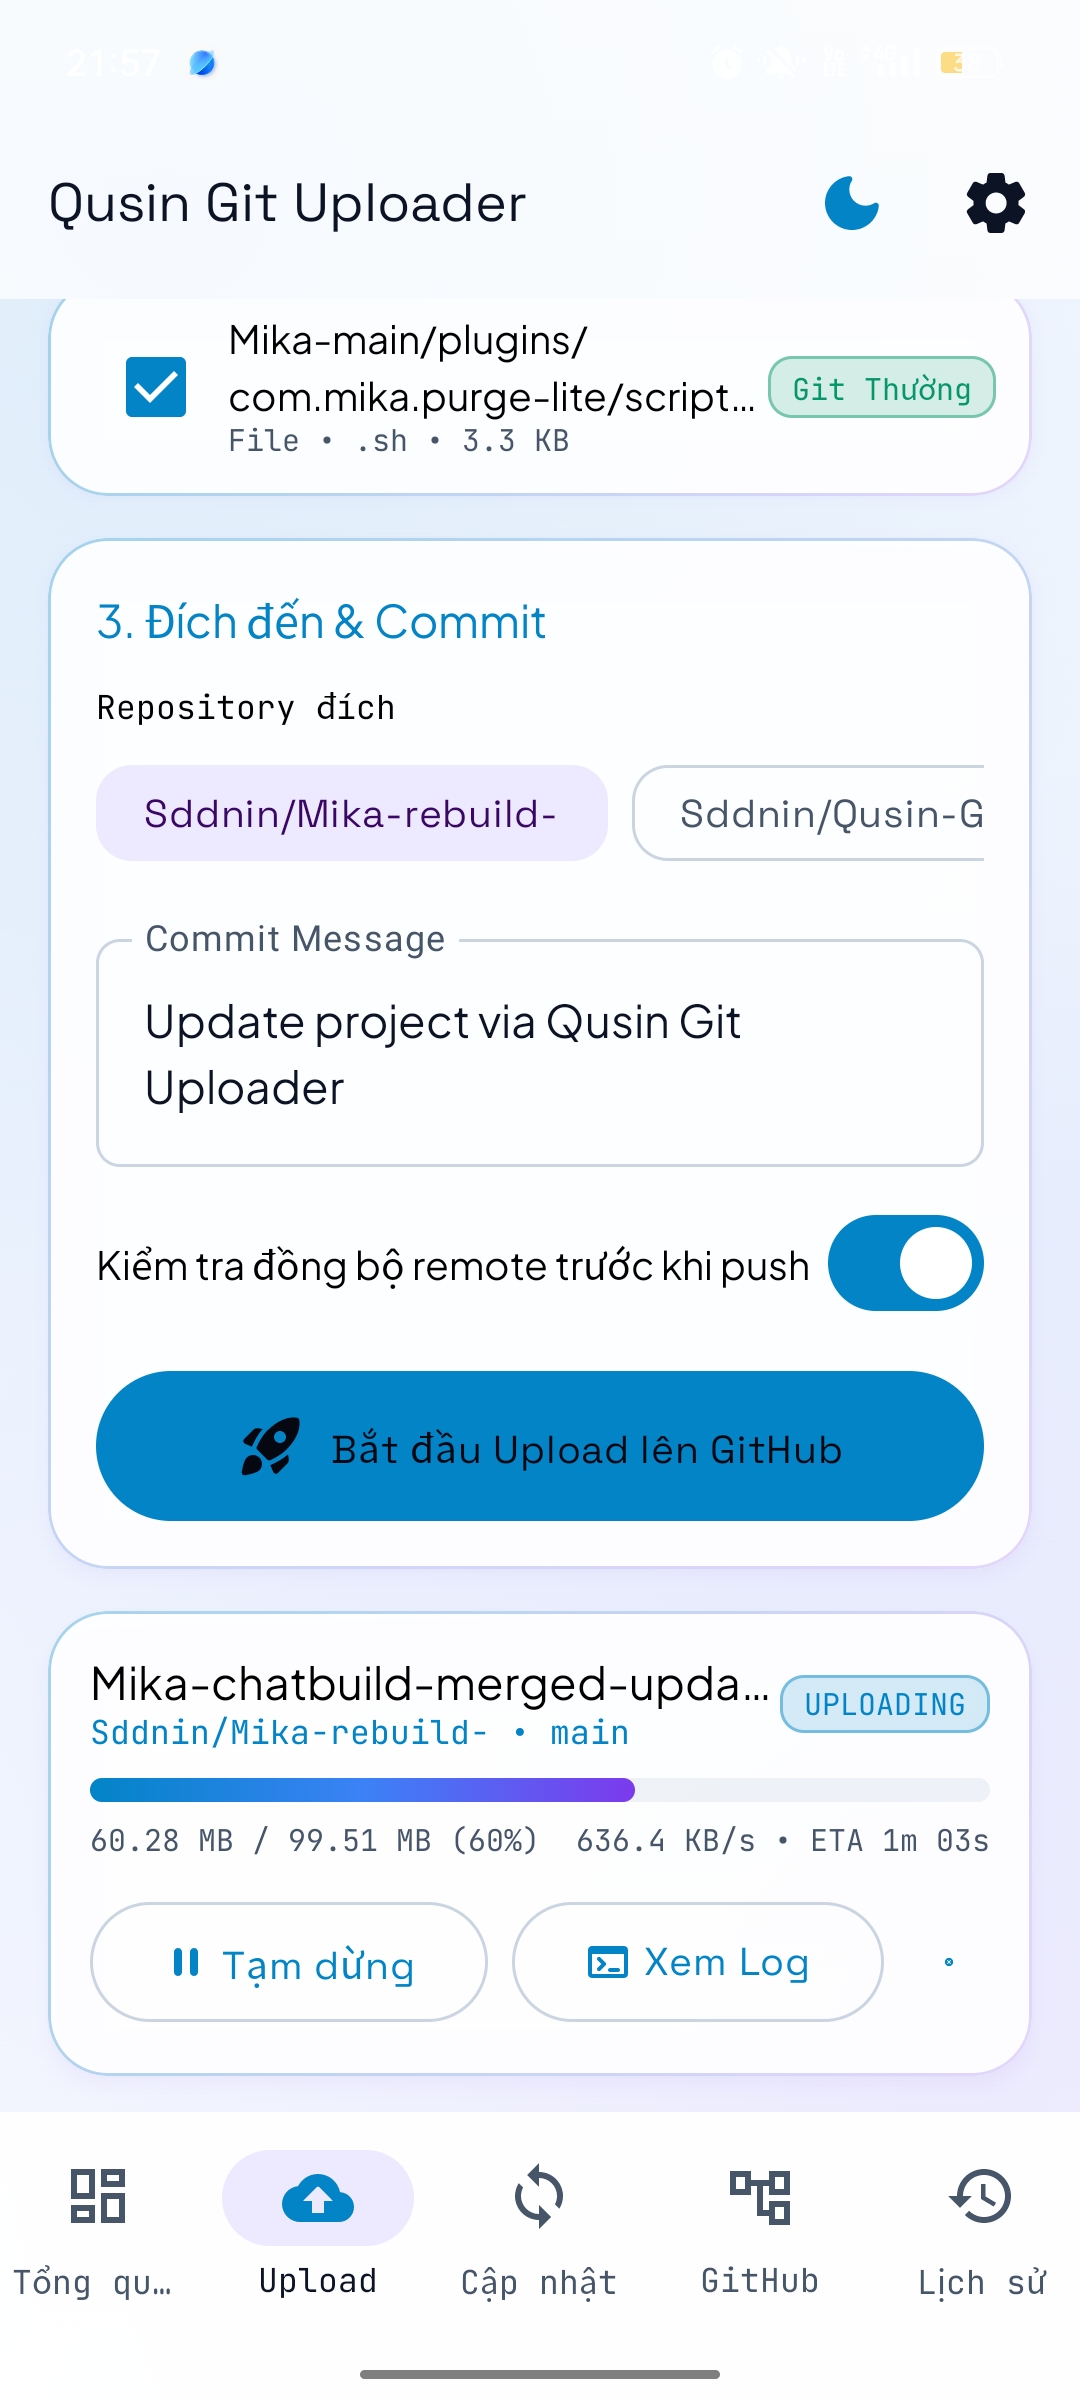 21:57
Qusin Git Uploader
Mika-main/plugins/
com.mika.purge-lite/script...
Git Thường
File • .sh • 3.3 KB
3. Đích đến & Commit
Repository đích
Sddnin/Mika-rebuild-
Sddnin/Qusin-G
Commit Message
Update project via Qusin Git
Uploader
Kiểm tra đồng bộ remote trước khi push
Bắt đầu Upload lên GitHub
Mika-chatbuild-merged-upda...
UPLOADING
Sddnin/Mika-rebuild- • main
60.28 MB / 99.51 MB (60%)
636.4 KB/s • ETA 1m 03s
Tạm dừng
Xem Log
Tổng qu...
Upload
Cập nhật
GitHub
Lịch sử